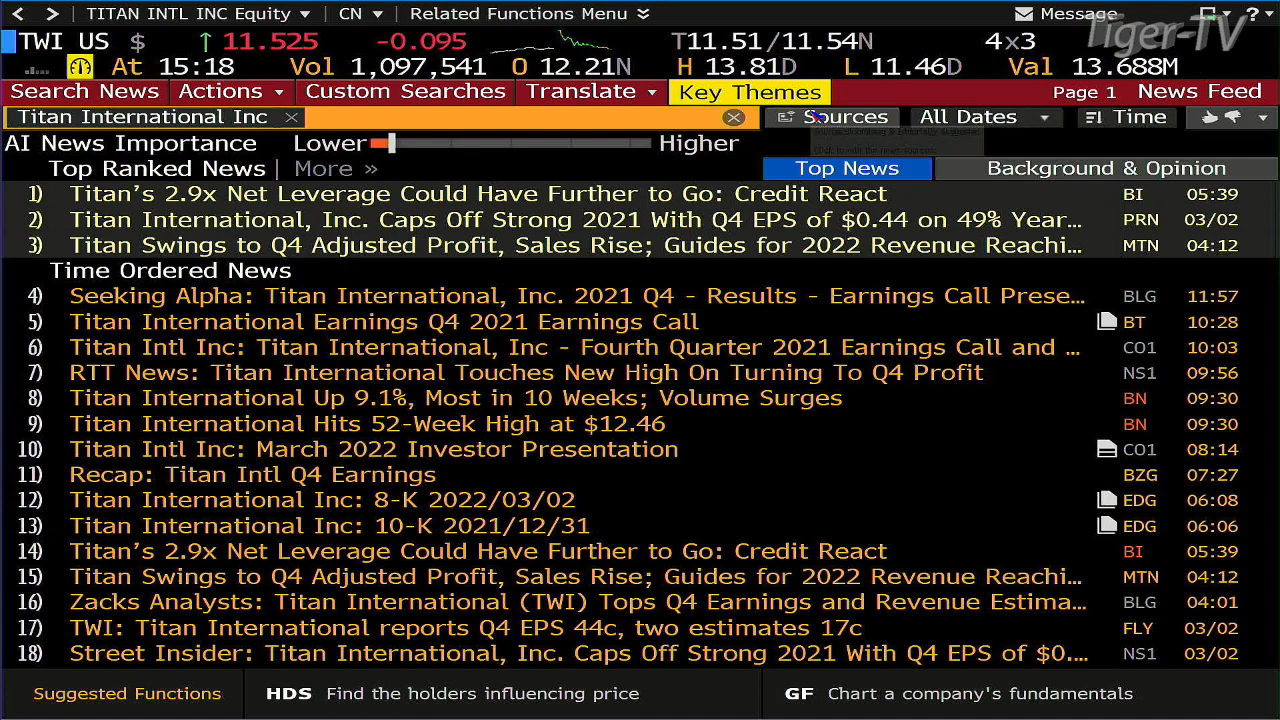 TITAN INTL INC Equity CN Related Functions Menu Message ?
Tiger-TV
TWI US $ 11.525 -0.095 T11.51/11.54N 4x3
At 15:18 Vol 1,097,541 O 12.21N H 13.81D L 11.46D Val 13.688M
Search News Actions Custom Searches Translate Key Themes Page 1 News Feed
Titan International Inc Sources All Dates Time
AI News Importance Lower Higher
Top Ranked News More » Top News Background & Opinion
1) Titan's 2.9x Net Leverage Could Have Further to Go: Credit React BI 05:39
2) Titan International, Inc. Caps Off Strong 2021 With Q4 EPS of $0.44 on 49% Year... PRN 03/02
3) Titan Swings to Q4 Adjusted Profit, Sales Rise; Guides for 2022 Revenue Reachi... MTN 04:12
Time Ordered News
4) Seeking Alpha: Titan International, Inc. 2021 Q4 - Results - Earnings Call Prese... BLG 11:57
5) Titan International Earnings Q4 2021 Earnings Call BT 10:28
6) Titan Intl Inc: Titan International, Inc - Fourth Quarter 2021 Earnings Call and ... CO1 10:03
7) RTT News: Titan International Touches New High On Turning To Q4 Profit NS1 09:56
8) Titan International Up 9.1%, Most in 10 Weeks; Volume Surges BN 09:30
9) Titan International Hits 52-Week High at $12.46 BN 09:30
10) Titan Intl Inc: March 2022 Investor Presentation CO1 08:14
11) Recap: Titan Intl Q4 Earnings BZG 07:27
12) Titan International Inc: 8-K 2022/03/02 EDG 06:08
13) Titan International Inc: 10-K 2021/12/31 EDG 06:06
14) Titan's 2.9x Net Leverage Could Have Further to Go: Credit React BI 05:39
15) Titan Swings to Q4 Adjusted Profit, Sales Rise; Guides for 2022 Revenue Reachi... MTN 04:12
16) Zacks Analysts: Titan International (TWI) Tops Q4 Earnings and Revenue Estima... BLG 04:01
17) TWI: Titan International reports Q4 EPS 44c, two estimates 17c FLY 03/02
18) Street Insider: Titan International, Inc. Caps Off Strong 2021 With Q4 EPS of $0.... NS1 03/02
Suggested Functions HDS Find the holders influencing price GF Chart a company's fundamentals